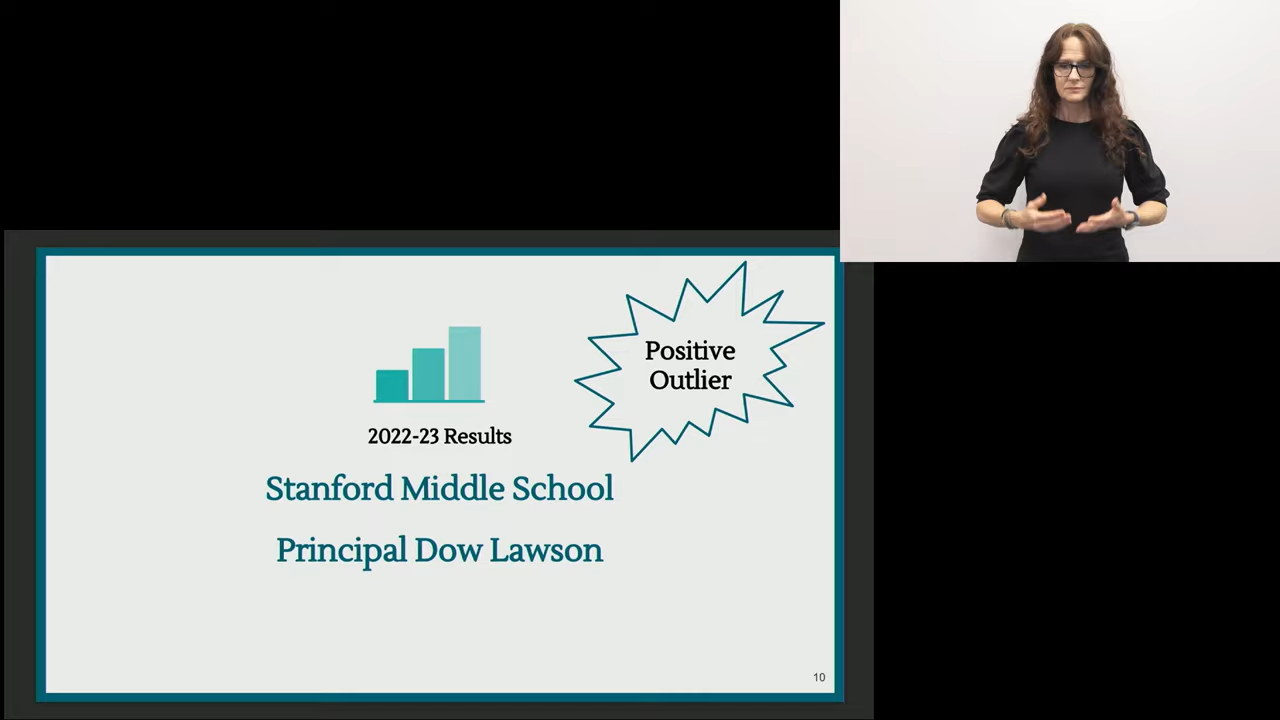 Positive
Outlier
2022-23 Results
Stanford Middle School
Principal Dow Lawson
10